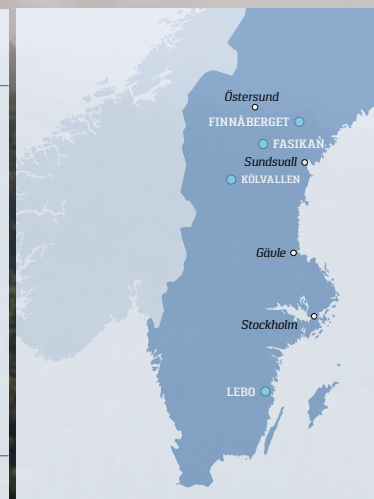 Östersund
FINNÅBERGET
FASIKAN
Sundsvall
KÖLVALLEN
Gävle
Stockholm
LEBO